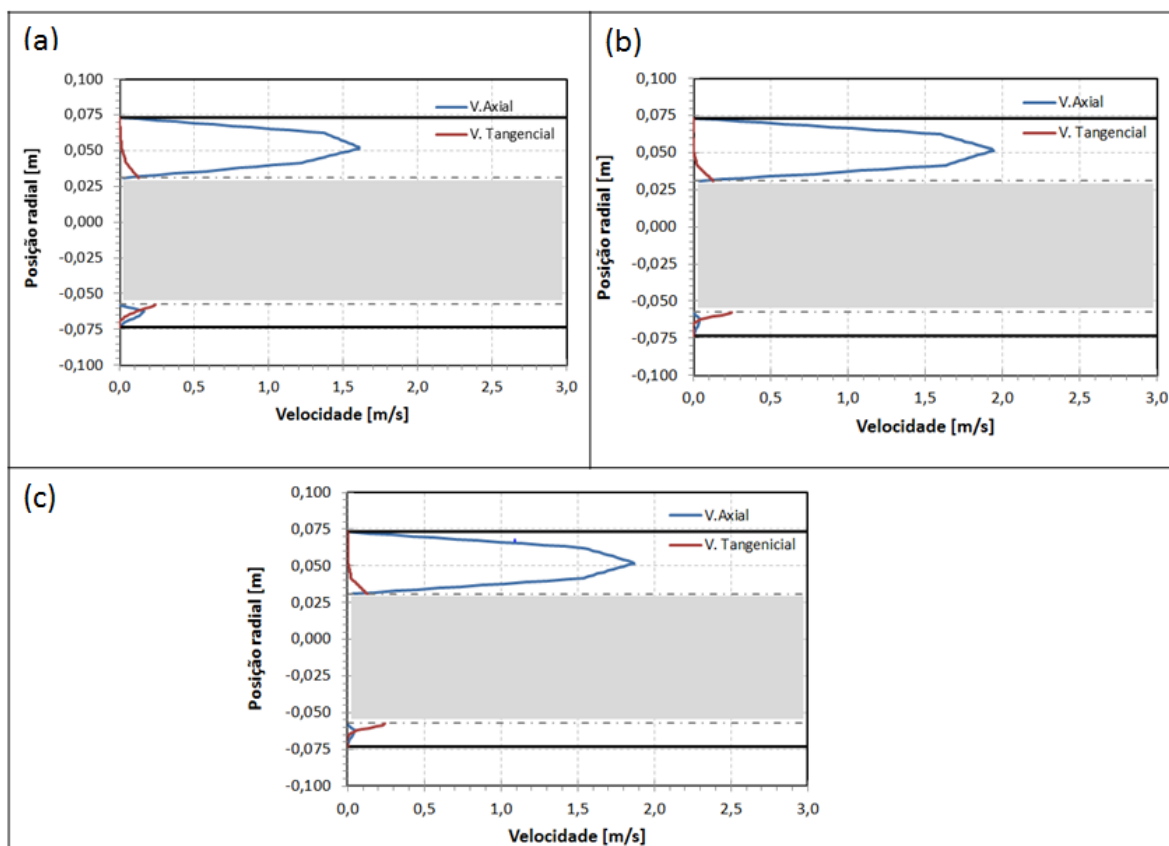 (a)
0,100
0,075
0,050
0,025
0,000
-0,025
-0,050
-0,075
-0,100
Posição radial [m]
V.Axial
V. Tangencial
0,0 0,5 1,0 1,5 2,0 2,5 3,0
Velocidade [m/s]
(b)
0,100
0,075
0,050
0,025
0,000
-0,025
-0,050
-0,075
-0,100
Posição radial [m]
V.Axial
V. Tangencial
0,0 0,5 1,0 1,5 2,0 2,5 3,0
Velocidade [m/s]
(c)
0,100
0,075
0,050
0,025
0,000
-0,025
-0,050
-0,075
-0,100
Posição radial [m]
V.Axial
V. Tangenicial
0,0 0,5 1,0 1,5 2,0 2,5 3,0
Velocidade [m/s]